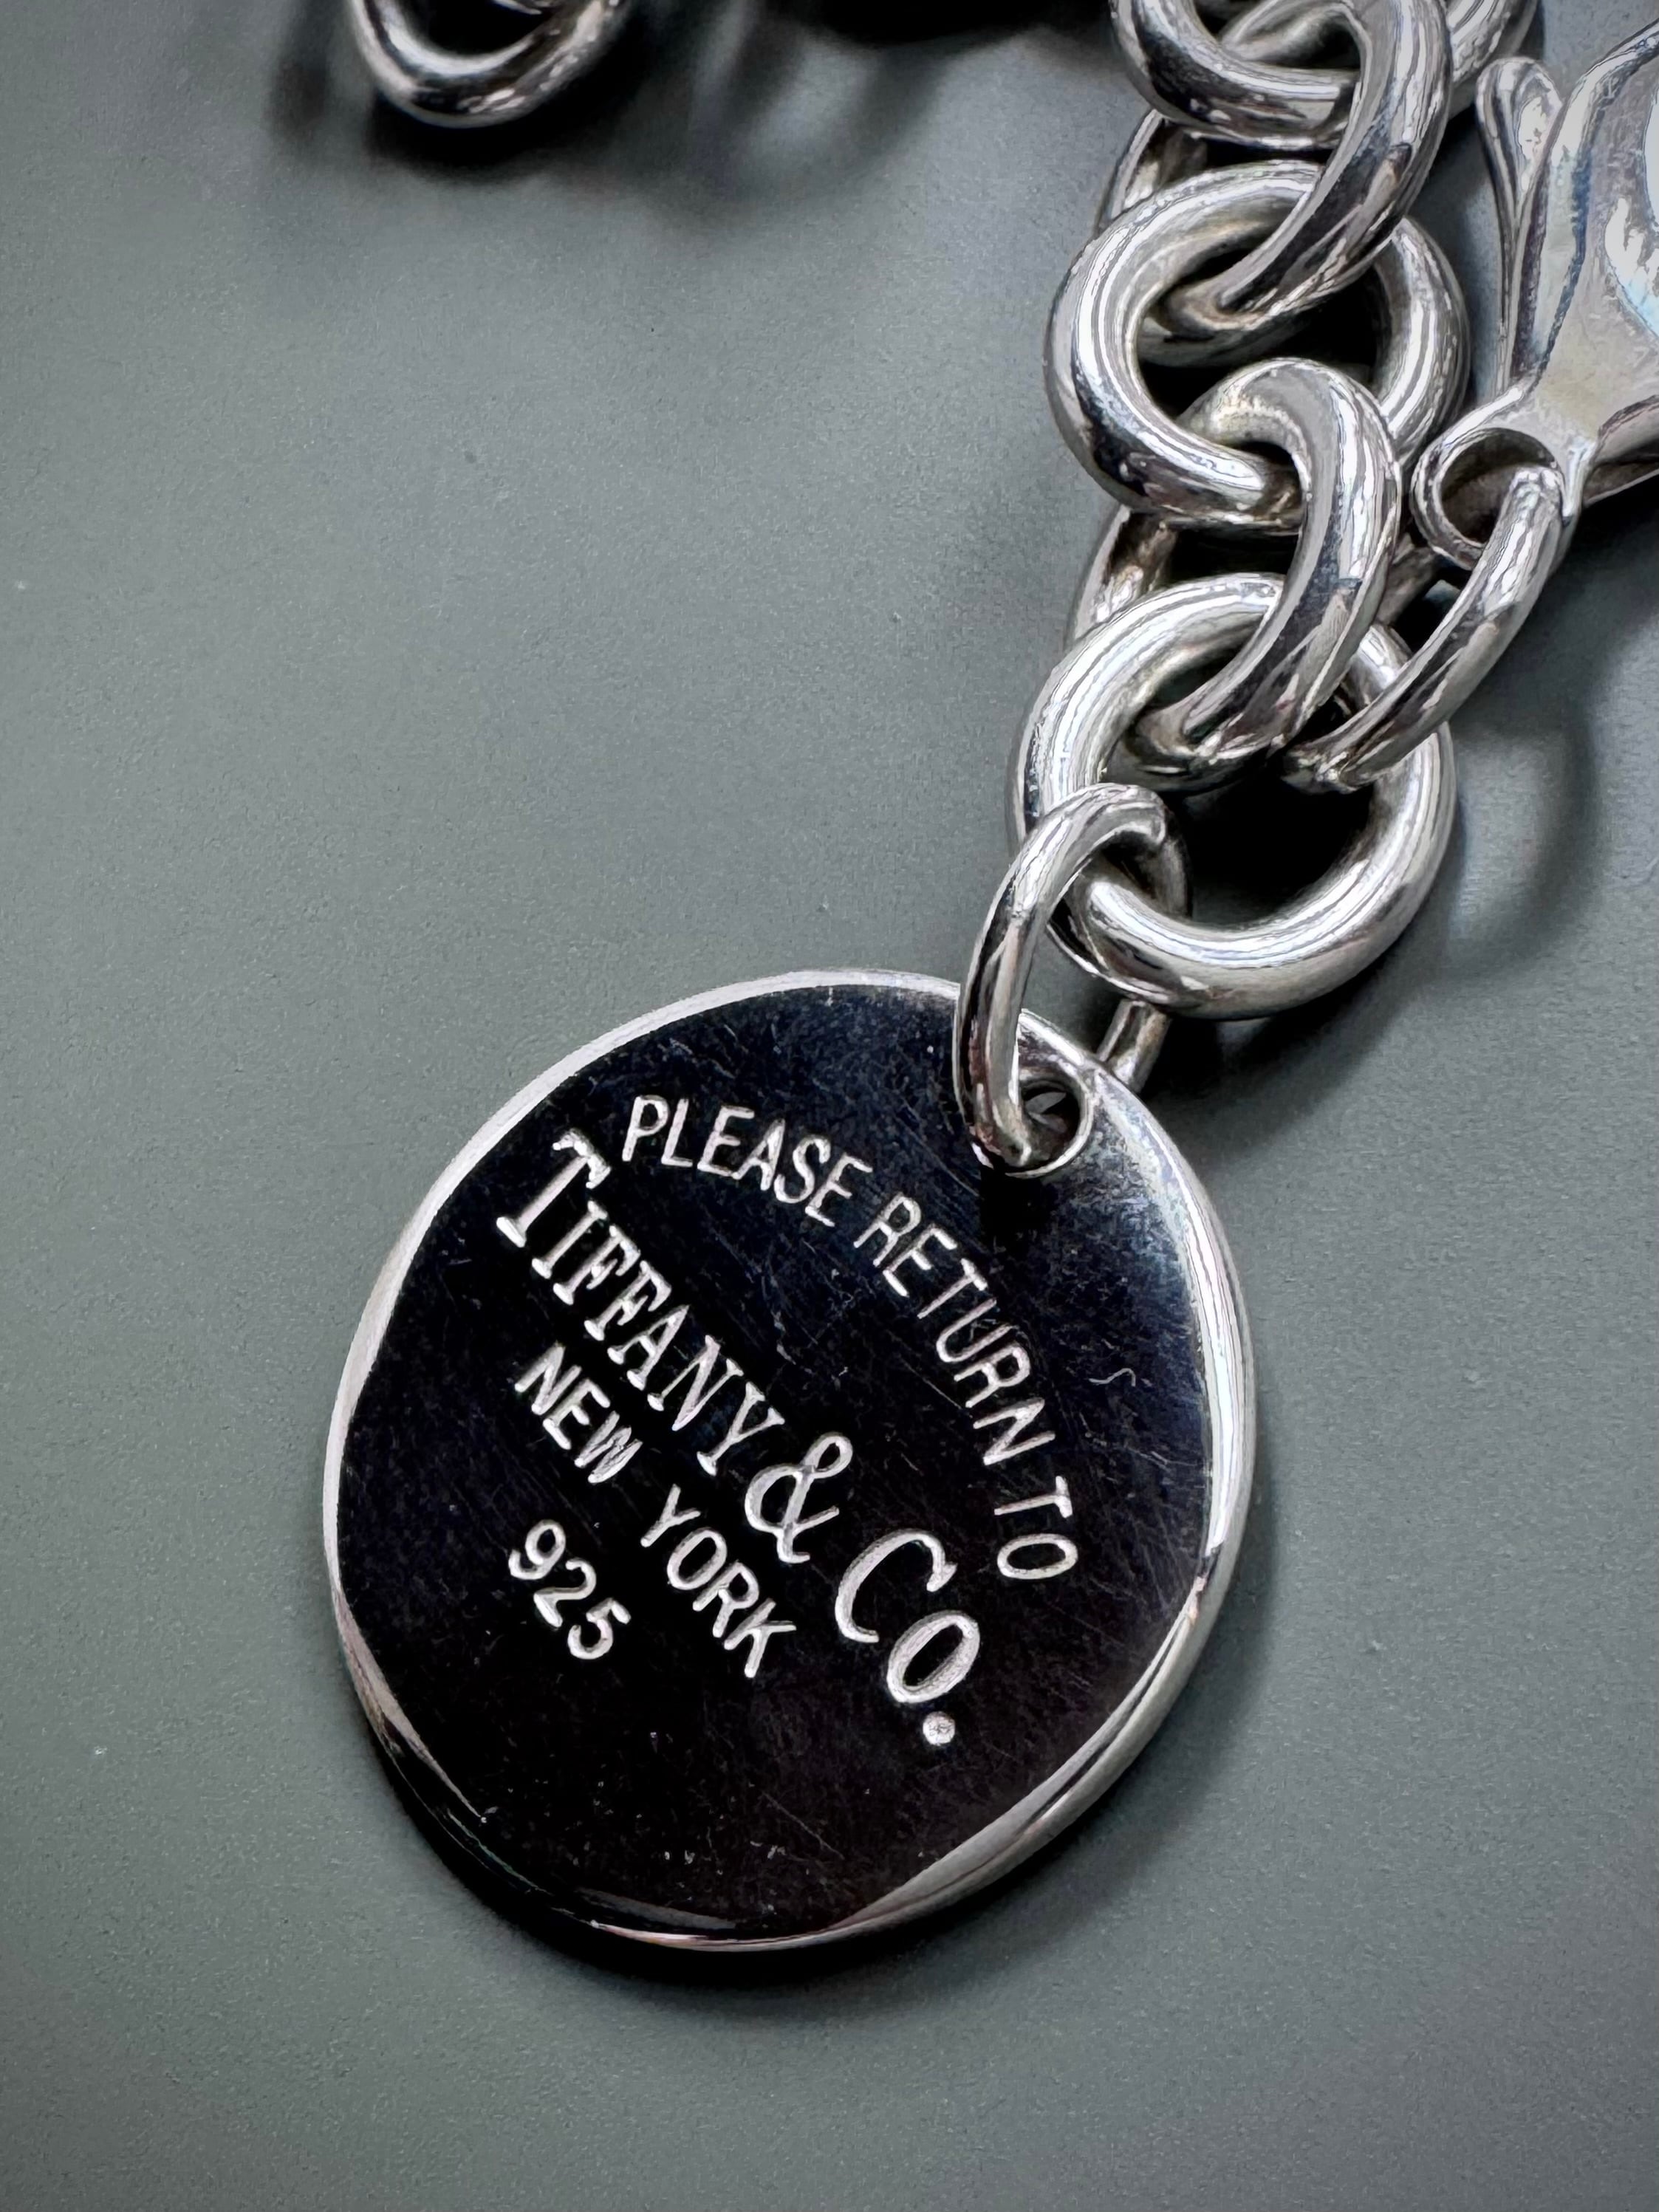 PLEASE RETURN TO
TIFFANY & CO.
NEW YORK
925